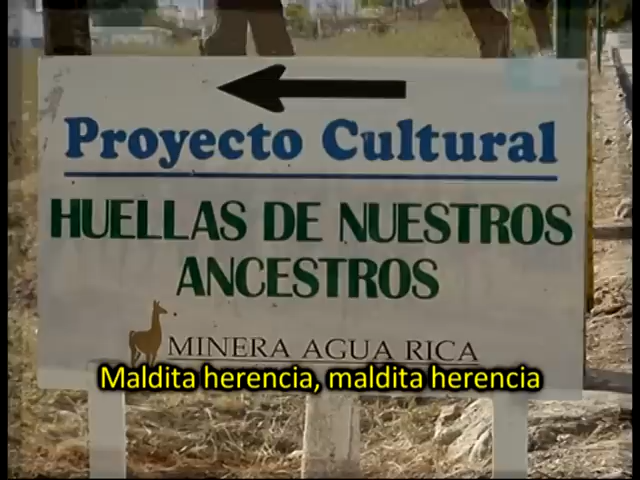 Proyecto Cultural
HUELLAS DE NUESTROS
ANCESTROS
MINERA AGUA RICA
Maldita herencia, maldita herencia